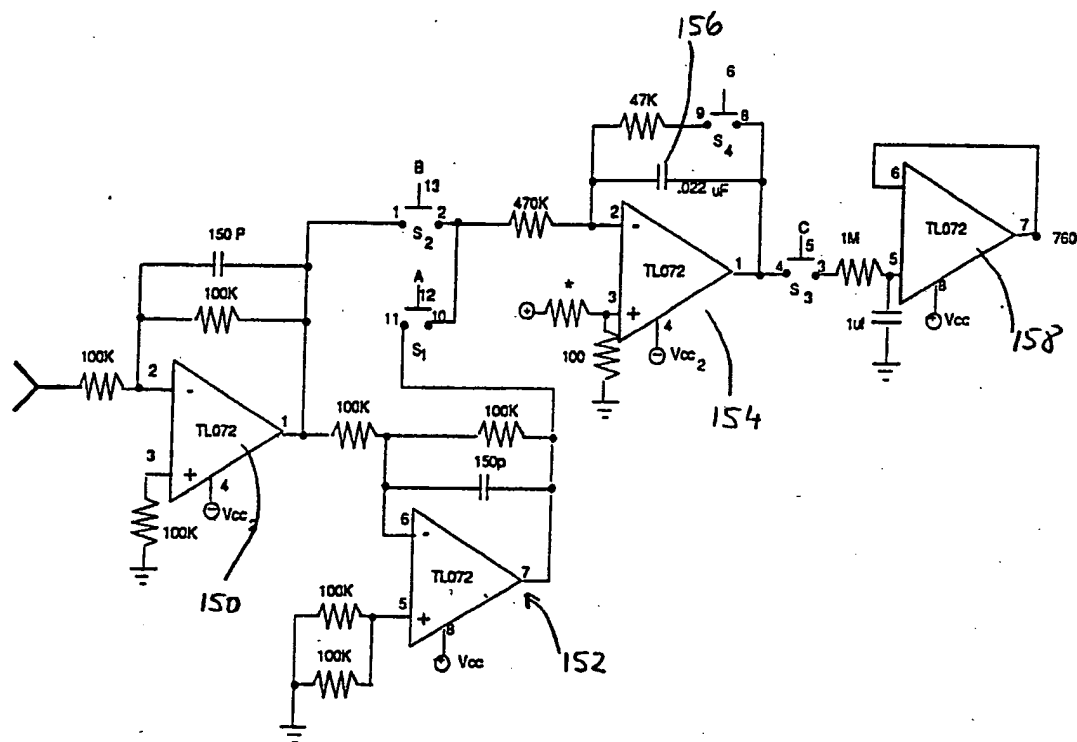 156
6
47K
9
8
S4
.022 uF
B
13
1
2
S2
470K
A
12
11
10
S1
150 P
100K
100K
2
-
TL072
1
3
+
4
- Vcc2
100K
150
100K
100K
150p
6
-
TL072
7
5
+
8
+ Vcc
100K
100K
152
2
-
TL072
1
*
+
3
+
100
4
- Vcc2
154
C
5
4
3
S3
1M
1uf
6
TL072
7
760
5
8
+ Vcc
158